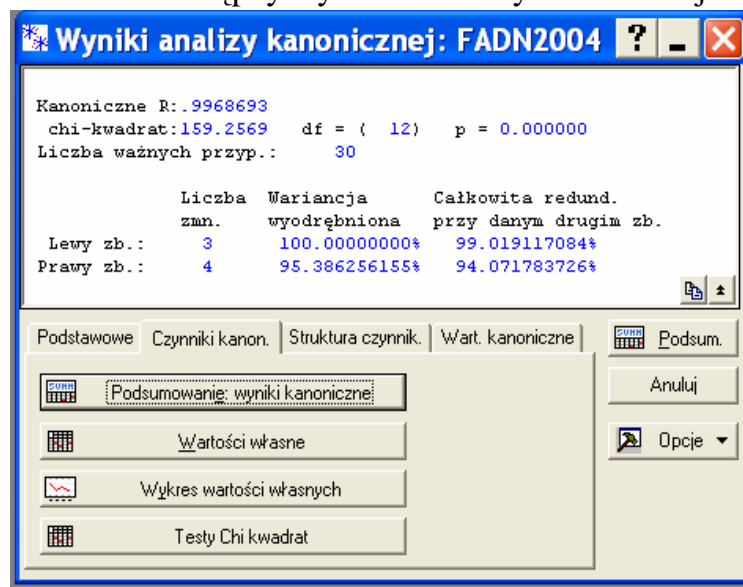 Wyniki analizy kanonicznej: FADN2004
Kanoniczne R:.9968693
chi-kwadrat:159.2569 df = ( 12) p = 0.000000
Liczba ważnych przyp.: 30
Liczba Wariancja Całkowita redund.
zmn. wyodrębniona przy danym drugim zb.
Lewy zb.: 3 100.00000000% 99.019117084%
Prawy zb.: 4 95.386256155% 94.071783726%
Podstawowe Czynniki kanon. Struktura czynnik. Wart. kanoniczne
SUMM Podsum.
SUMM Podsumowanie: wyniki kanoniczne
Anuluj
Wartości własne
Opcje
Wykres wartości własnych
Testy Chi kwadrat